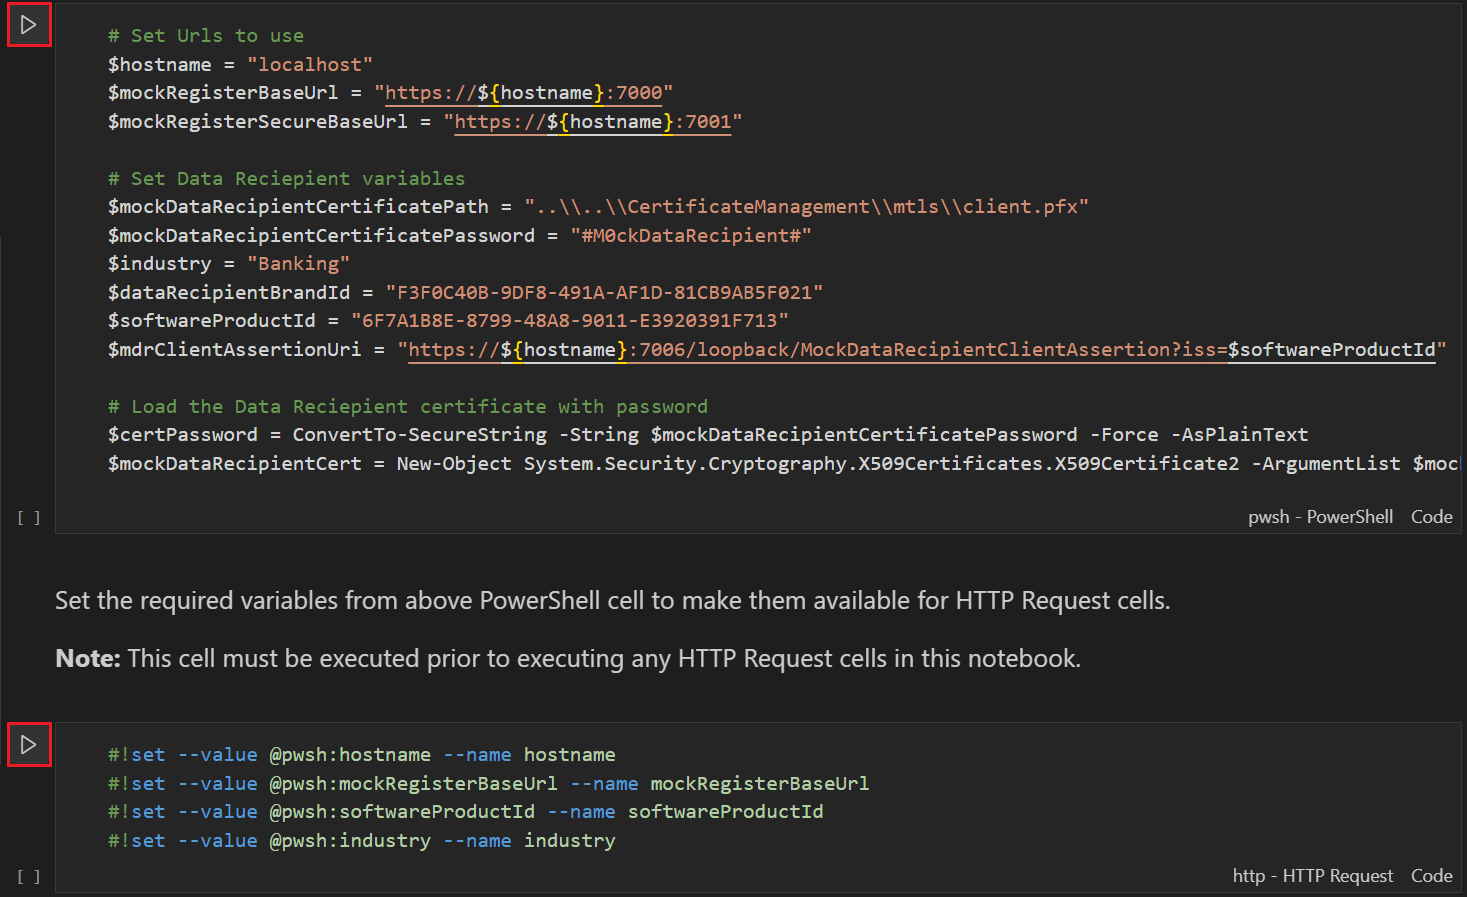 # Set Urls to use
$hostname = "localhost"
$mockRegisterBaseUrl = "https://${hostname}:7000"
$mockRegisterSecureBaseUrl = "https://${hostname}:7001"
# Set Data Reciepient variables
$mockDataRecipientCertificatePath = "..\\..\\CertificateManagement\\mtls\\client.pfx"
$mockDataRecipientCertificatePassword = "#M0ckDataRecipient#"
$industry = "Banking"
$dataRecipientBrandId = "F3F0C40B-9DF8-491A-AF1D-81CB9AB5F021"
$softwareProductId = "6F7A1B8E-8799-48A8-9011-E3920391F713"
$mdrClientAssertionUri = "https://${hostname}:7006/loopback/MockDataRecipientClientAssertion?iss=$softwareProductId"
# Load the Data Reciepient certificate with password
$certPassword = ConvertTo-SecureString -String $mockDataRecipientCertificatePassword -Force -AsPlainText
$mockDataRecipientCert = New-Object System.Security.Cryptography.X509Certificates.X509Certificate2 -ArgumentList $moc
[ ]
pwsh - PowerShell Code
Set the required variables from above PowerShell cell to make them available for HTTP Request cells.
Note: This cell must be executed prior to executing any HTTP Request cells in this notebook.
#!set --value @pwsh:hostname --name hostname
#!set --value @pwsh:mockRegisterBaseUrl --name mockRegisterBaseUrl
#!set --value @pwsh:softwareProductId --name softwareProductId
#!set --value @pwsh:industry --name industry
[ ]
http - HTTP Request Code